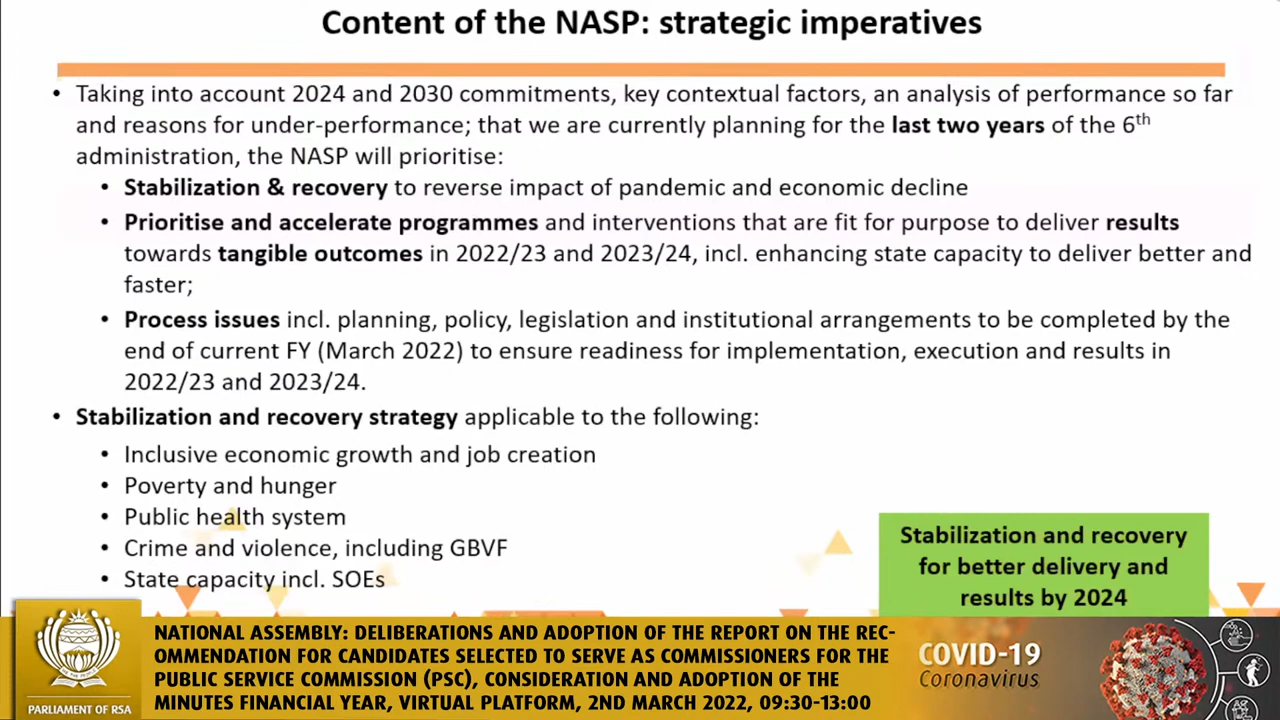 Content of the NASP: strategic imperatives
• Taking into account 2024 and 2030 commitments, key contextual factors, an analysis of performance so far
and reasons for under-performance; that we are currently planning for the last two years of the 6th
administration, the NASP will prioritise:
• Stabilization & recovery to reverse impact of pandemic and economic decline
• Prioritise and accelerate programmes and interventions that are fit for purpose to deliver results
towards tangible outcomes in 2022/23 and 2023/24, incl. enhancing state capacity to deliver better and
faster;
• Process issues incl. planning, policy, legislation and institutional arrangements to be completed by the
end of current FY (March 2022) to ensure readiness for implementation, execution and results in
2022/23 and 2023/24.
• Stabilization and recovery strategy applicable to the following:
• Inclusive economic growth and job creation
• Poverty and hunger
• Public health system
• Crime and violence, including GBVF
• State capacity incl. SOEs
Stabilization and recovery
for better delivery and
results by 2024
PARLIAMENT OF RSA
NATIONAL ASSEMBLY: DELIBERATIONS AND ADOPTION OF THE REPORT ON THE REC-
OMMENDATION FOR CANDIDATES SELECTED TO SERVE AS COMMISSIONERS FOR THE
PUBLIC SERVICE COMMISSION (PSC), CONSIDERATION AND ADOPTION OF THE
MINUTES FINANCIAL YEAR, VIRTUAL PLATFORM, 2ND MARCH 2022, 09:30-13:00
COVID-19
Coronavirus